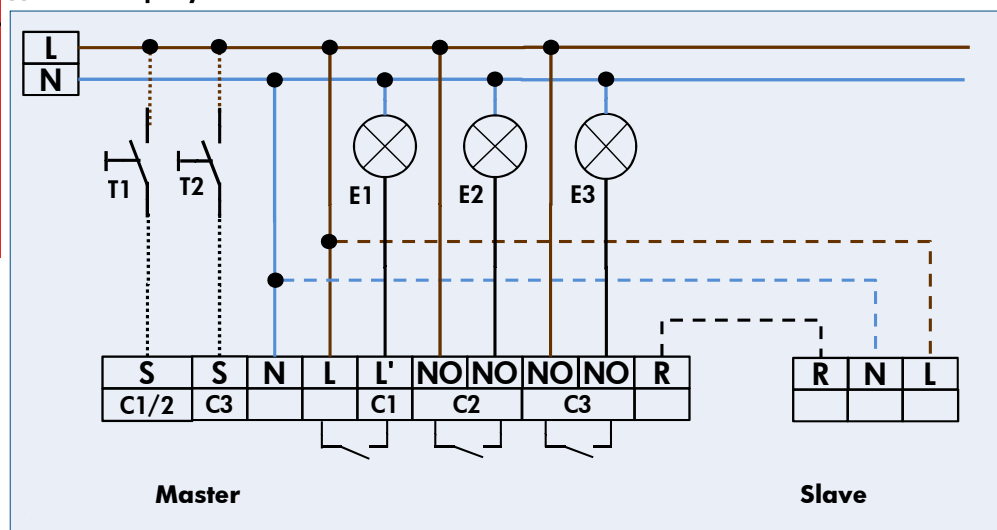 L
N
T1
T2
E1
E2
E3
S S N L L' NO NO NO NO R
C1/2 C3 C1 C2 C3
R N L
Master
Slave